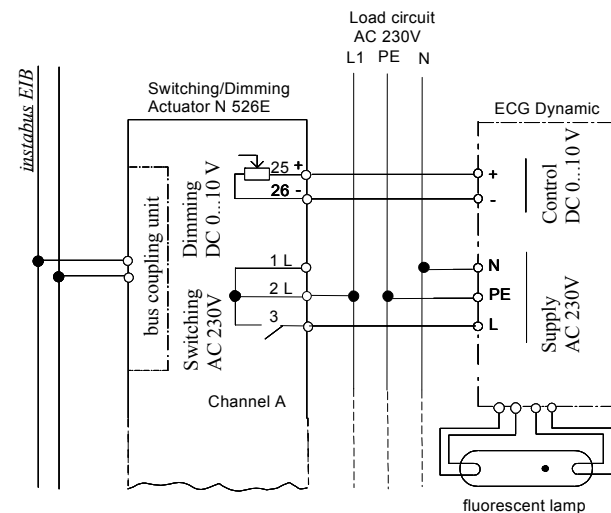 Load circuit
AC 230V
L1 PE N
instabus EIB
Switching/Dimming
Actuator N 526E
ECG Dynamic
bus coupling unit
Dimming
DC 0...10 V
25 +
26 -
+
-
Control
DC 0...10 V
Switching
AC 230V
1 L
2 L
3
N
PE
L
Supply
AC 230V
Channel A
fluorescent lamp